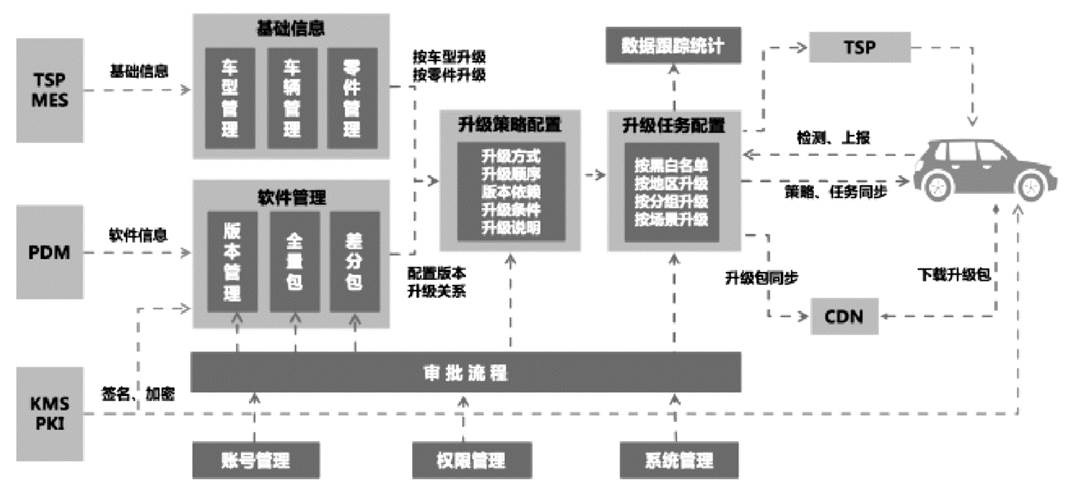 TSP
MES
PDM
KMS
PKI
基础信息
软件信息
签名、加密
基础信息
车型管理
车辆管理
零件管理
软件管理
版本管理
全量包
差分包
按车型升级
按零件升级
配置版本
升级关系
升级策略配置
升级方式
升级顺序
版本依赖
升级条件
升级说明
数据跟踪统计
升级任务配置
按黑白名单
按地区升级
按分组升级
按场景升级
TSP
检测、上报
策略、任务同步
升级包同步
下载升级包
CDN
审批流程
账号管理
权限管理
系统管理